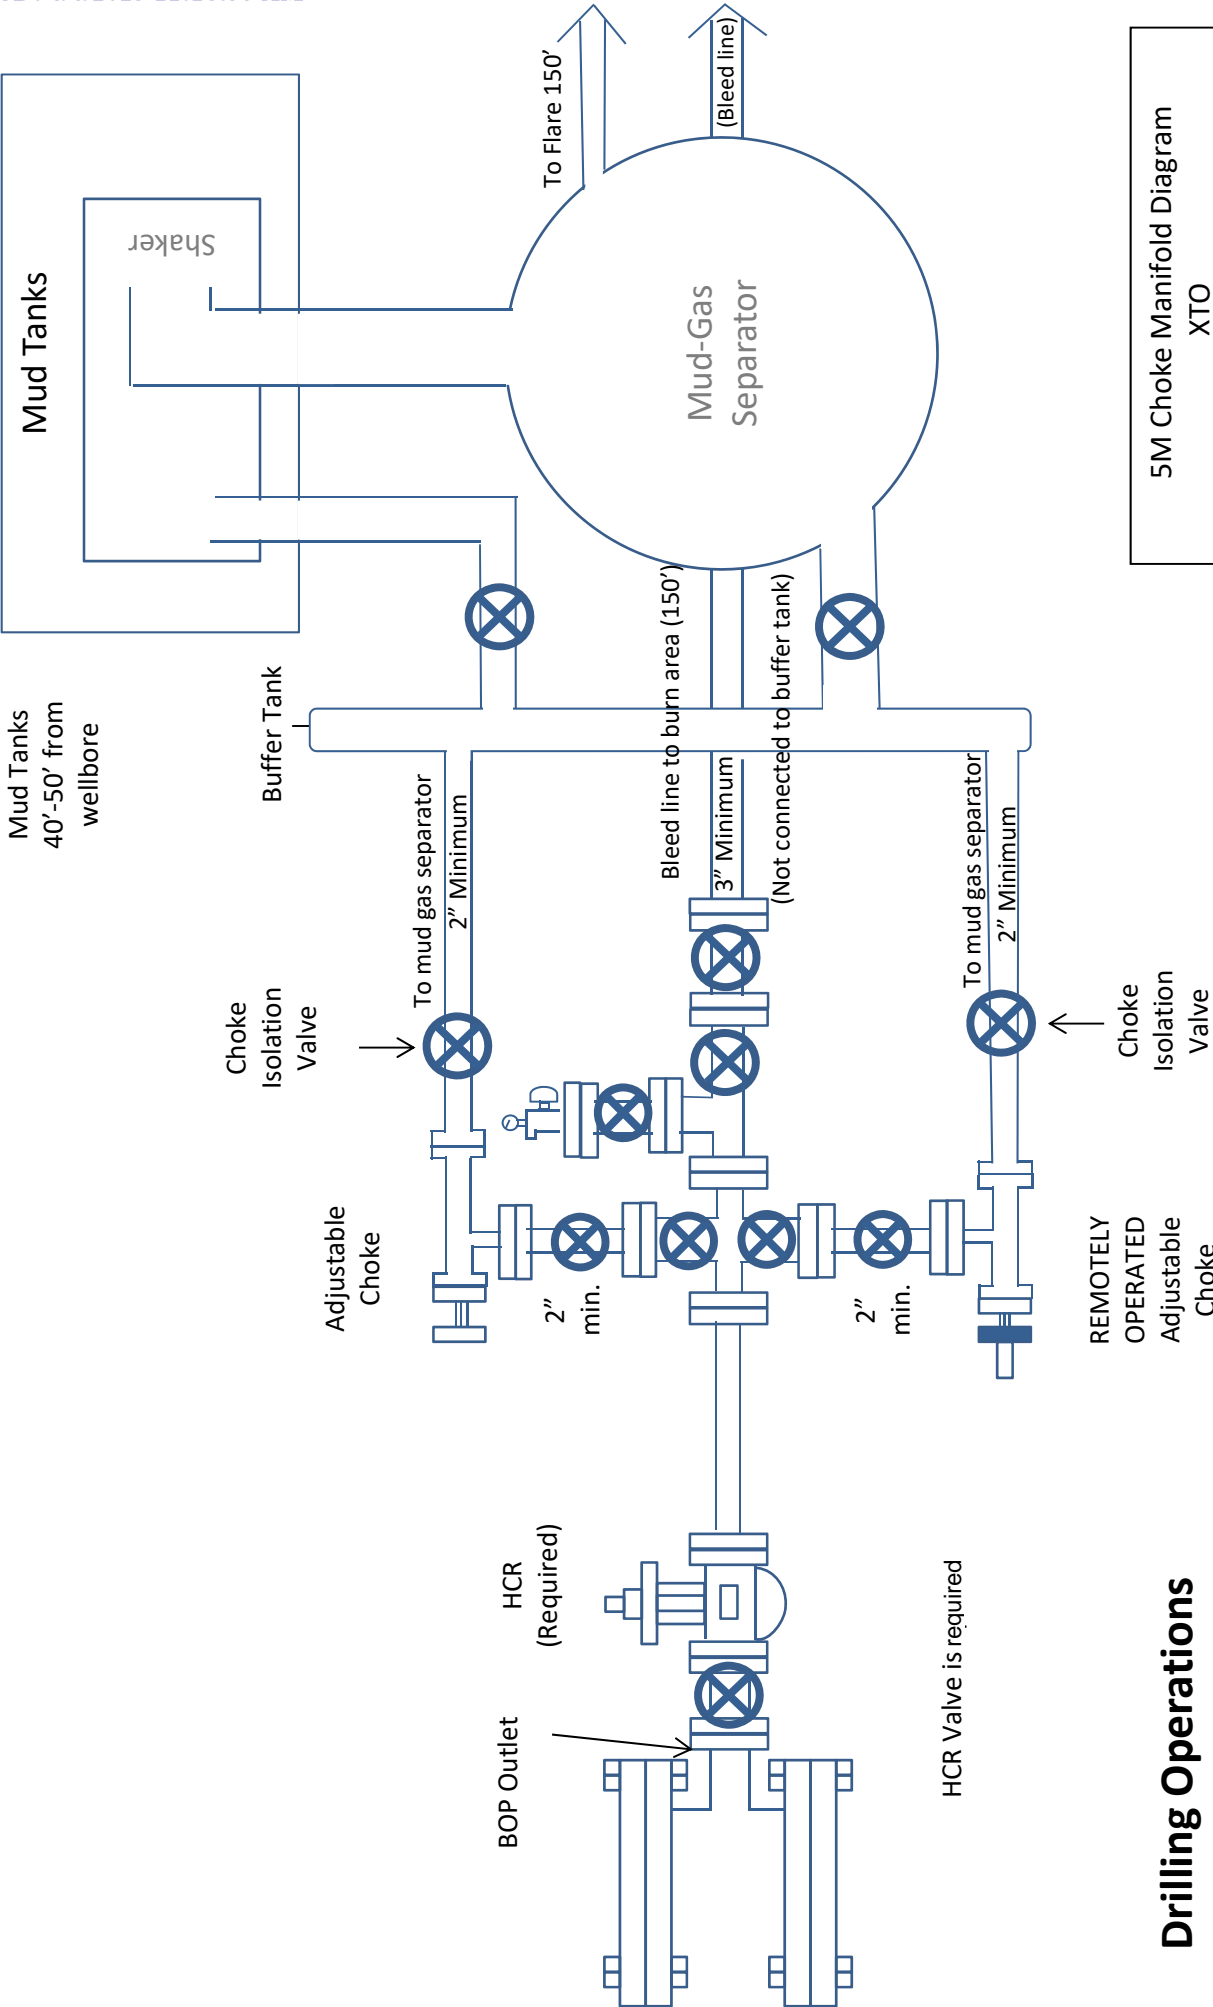 Mud Tanks
40'-50' from
wellbore
Mud Tanks
Shaker
Buffer Tank
Choke
Isolation
Valve
Adjustable
Choke
To mud gas separator
2" Minimum
BOP Outlet
HCR
(Required)
2"
min.
To Flare 150'
Bleed line to burn area (150')
3" Minimum
(Not connected to buffer tank)
(Bleed line)
Mud-Gas
Separator
2"
min.
HCR Valve is required
To mud gas separator
2" Minimum
REMOTELY
OPERATED
Adjustable
Choke
Choke
Isolation
Valve
Drilling Operations
5M Choke Manifold Diagram
XTO